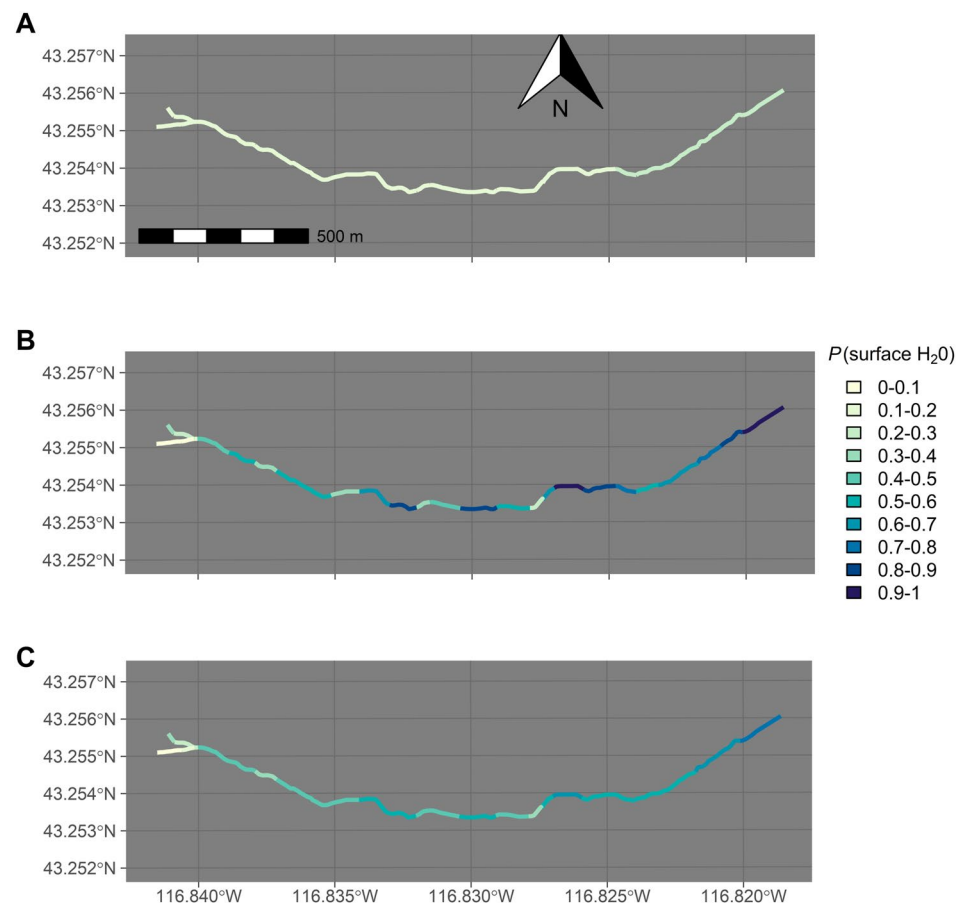 A
43.257°N
43.256°N
43.255°N
43.254°N
43.253°N
43.252°N
N
500 m
B
43.257°N
43.256°N
43.255°N
43.254°N
43.253°N
43.252°N
P(surface H₂0)
0-0.1
0.1-0.2
0.2-0.3
0.3-0.4
0.4-0.5
0.5-0.6
0.6-0.7
0.7-0.8
0.8-0.9
0.9-1
C
43.257°N
43.256°N
43.255°N
43.254°N
43.253°N
43.252°N
116.840°W 116.835°W 116.830°W 116.825°W 116.820°W